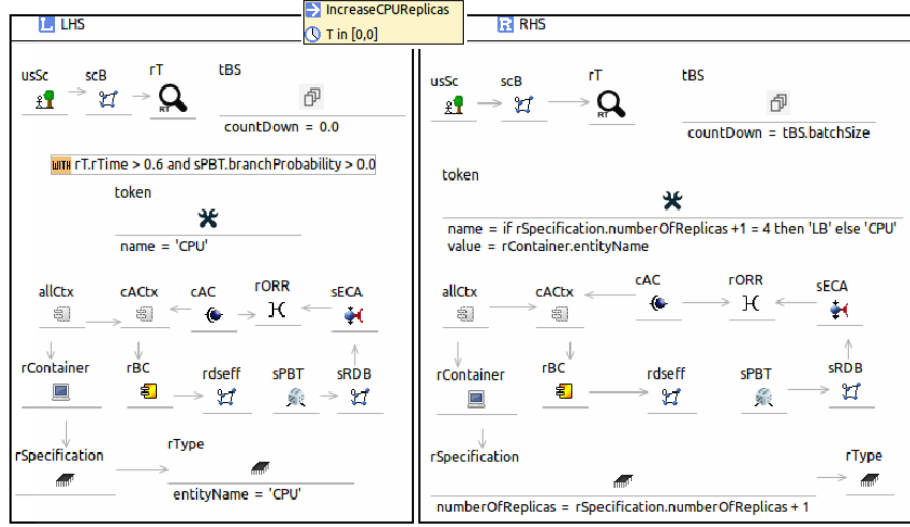 IncreaseCPUReplicas
T in [0,0]
L LHS
usSc scB rT tBS
RT
countDown = 0.0
WITH rT.rTime > 0.6 and sPBT.branchProbability > 0.0
token
name = 'CPU'
allCtx cACtx cAC rORR sECA
rContainer rBC rdseff sPBT sRDB
rSpecification rType
entityName = 'CPU'
R RHS
usSc scB rT tBS
RT
countDown = tBS.batchSize
token
name = if rSpecification.numberOfReplicas +1 = 4 then 'LB' else 'CPU'
value = rContainer.entityName
allCtx cACtx cAC rORR sECA
rContainer rBC rdseff sPBT sRDB
rSpecification rType
numberOfReplicas = rSpecification.numberOfReplicas + 1